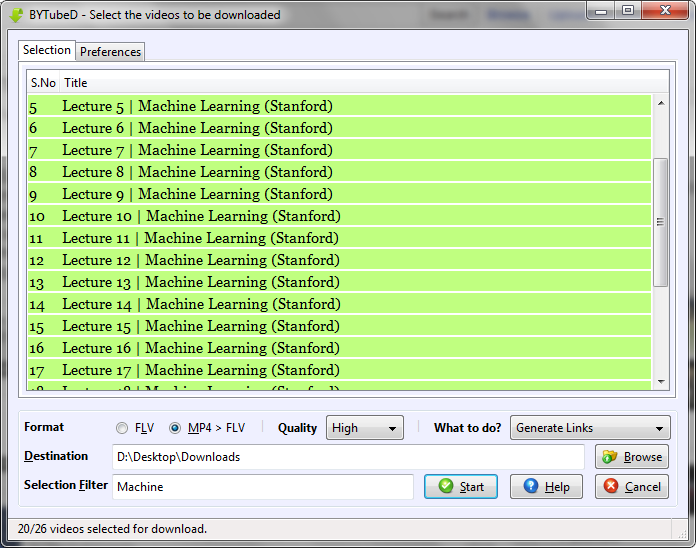 BYTubeD - Select the videos to be downloaded
Selection Preferences
S.No Title
5 Lecture 5 | Machine Learning (Stanford)
6 Lecture 6 | Machine Learning (Stanford)
7 Lecture 7 | Machine Learning (Stanford)
8 Lecture 8 | Machine Learning (Stanford)
9 Lecture 9 | Machine Learning (Stanford)
10 Lecture 10 | Machine Learning (Stanford)
11 Lecture 11 | Machine Learning (Stanford)
12 Lecture 12 | Machine Learning (Stanford)
13 Lecture 13 | Machine Learning (Stanford)
14 Lecture 14 | Machine Learning (Stanford)
15 Lecture 15 | Machine Learning (Stanford)
16 Lecture 16 | Machine Learning (Stanford)
17 Lecture 17 | Machine Learning (Stanford)
18 Lecture 18 | Machine Learning (Stanford)
Format FLV MP4 > FLV Quality High What to do? Generate Links
Destination D:\Desktop\Downloads Browse
Selection Filter Machine Start Help Cancel
20/26 videos selected for download.